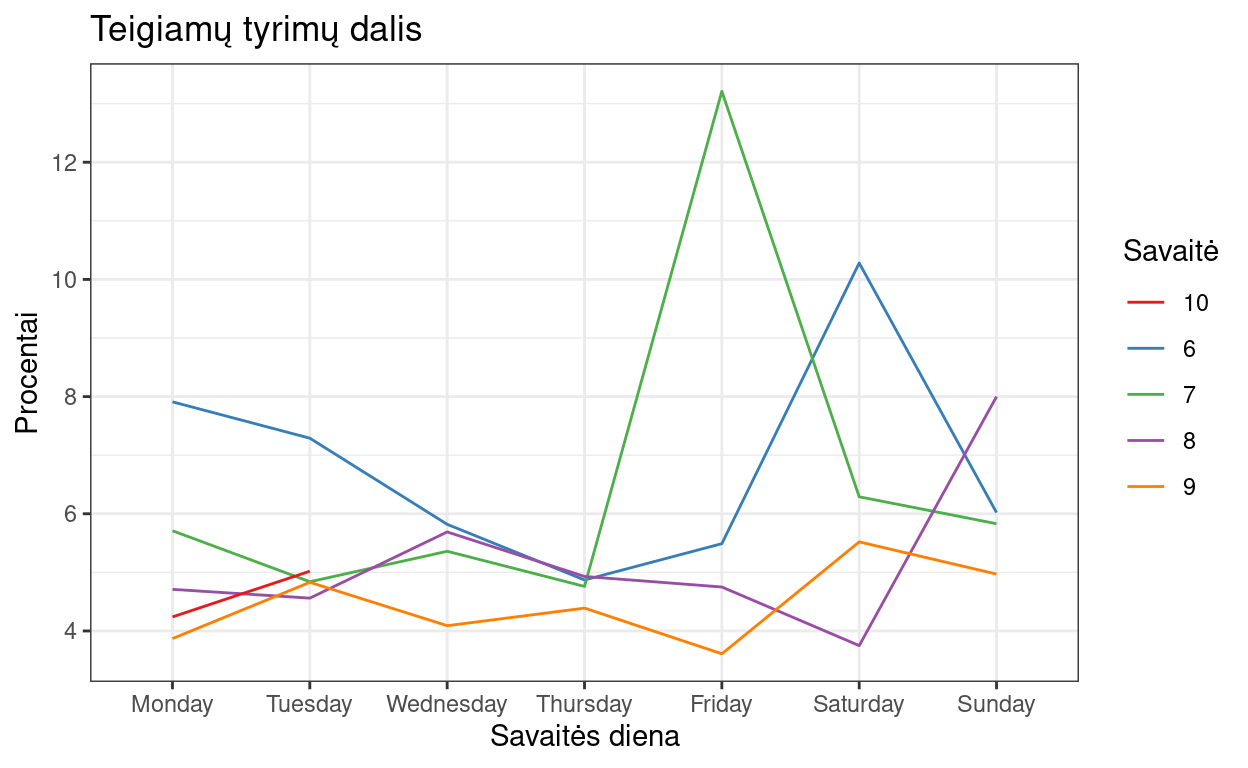 Teigiamų tyrimų dalis
Procentai
12
10
8
6
4
Monday Tuesday Wednesday Thursday Friday Saturday Sunday
Savaitės diena
Savaitė
10
6
7
8
9